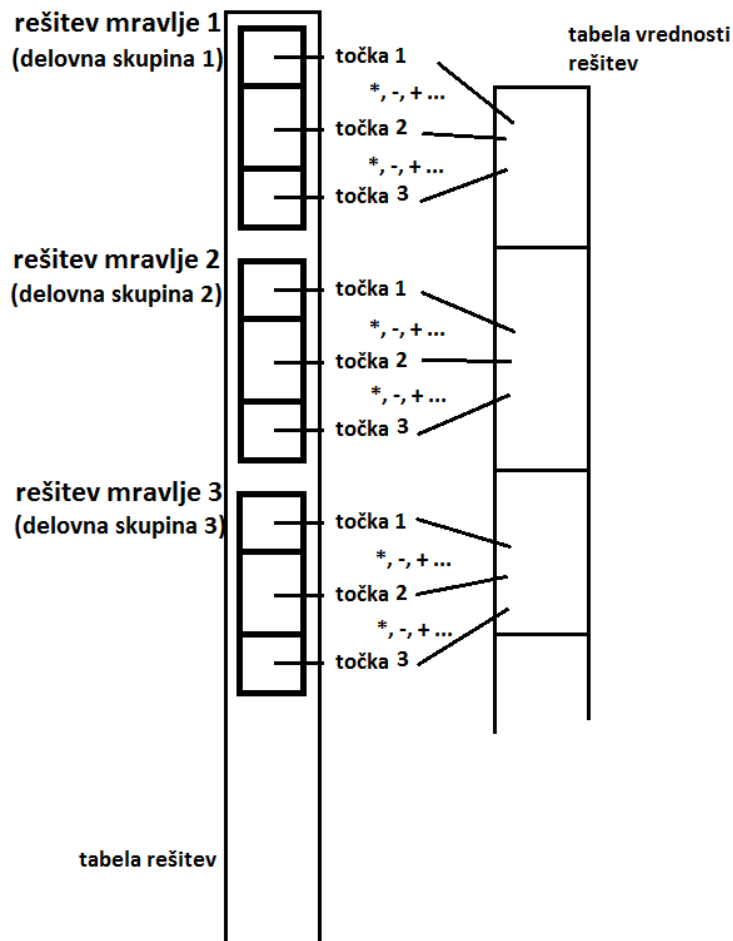 rešitev mravlje 1
(delovna skupina 1)
točka 1
*, -, + ...
točka 2
*, -, + ...
točka 3
tabela vrednosti
rešitev
rešitev mravlje 2
(delovna skupina 2)
točka 1
*, -, + ...
točka 2
*, -, + ...
točka 3
rešitev mravlje 3
(delovna skupina 3)
točka 1
*, -, + ...
točka 2
*, -, + ...
točka 3
tabela rešitev